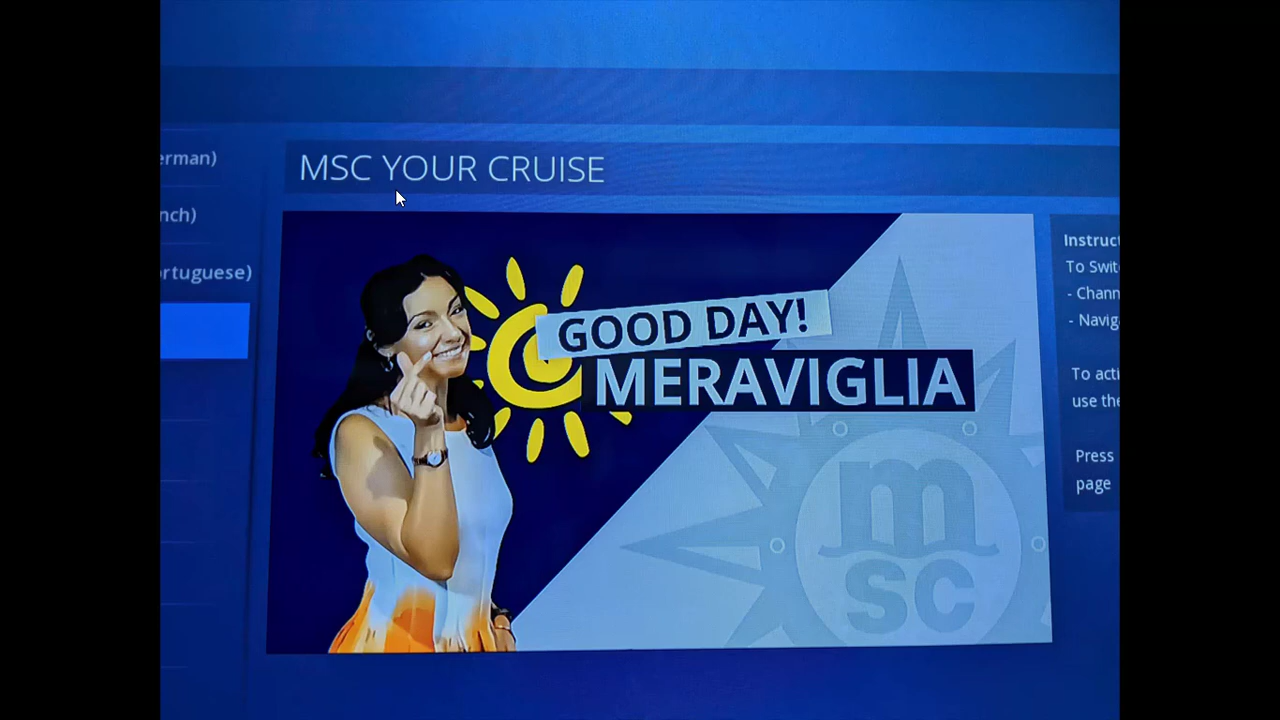 erman)
nch)
ortuguese)
MSC YOUR CRUISE
GOOD DAY!
MERAVIGLIA
msc
Instruct
To Swit
- Chann
- Navig
To acti
use the
Press
page